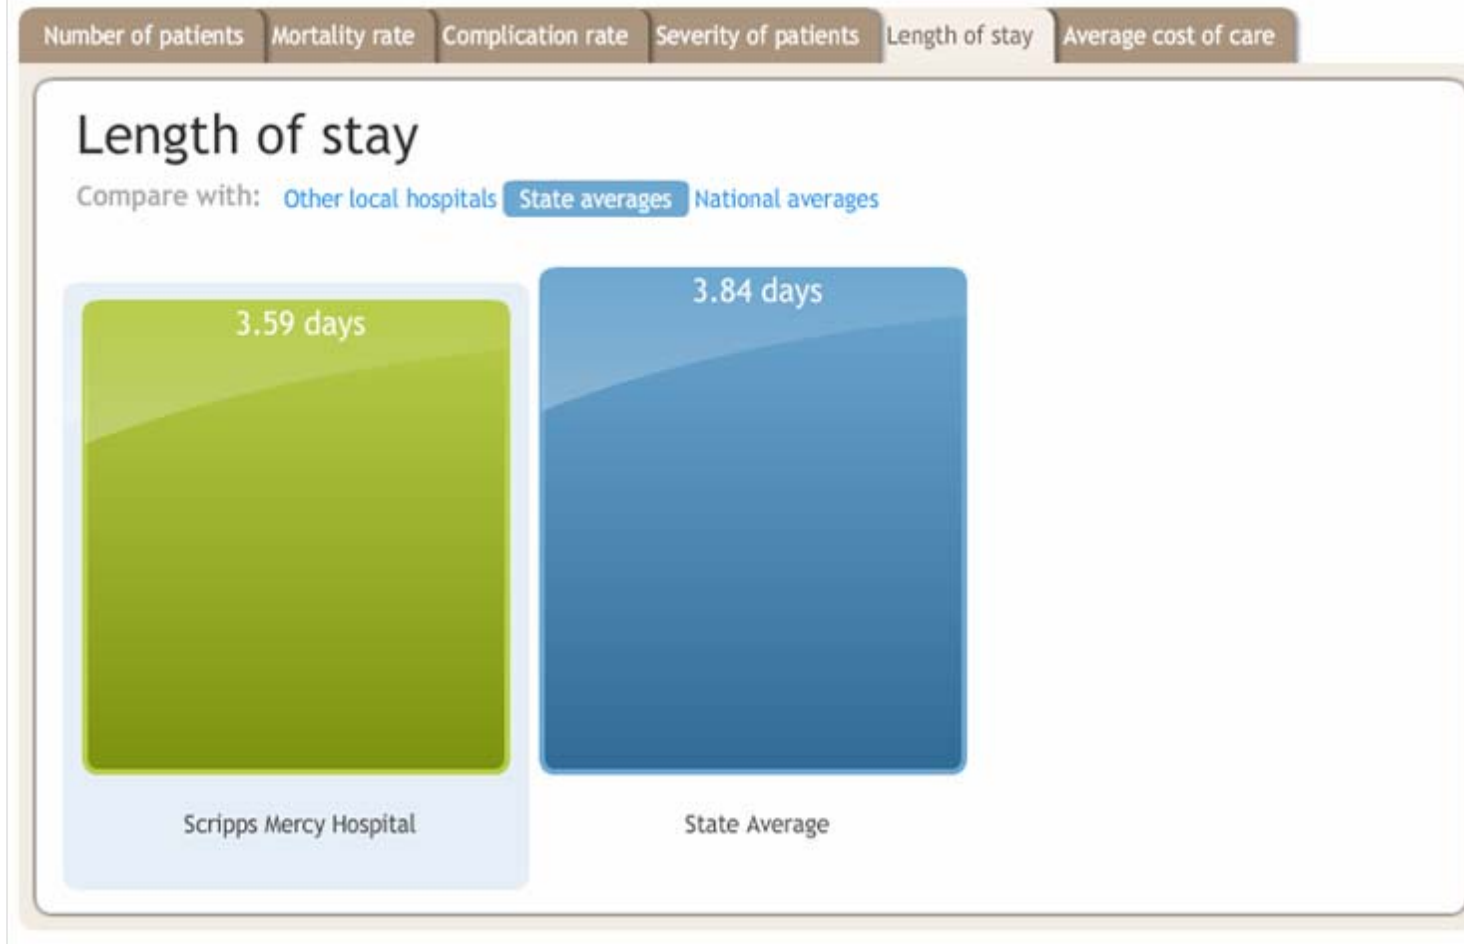 Number of patients Mortality rate Complication rate Severity of patients Length of stay Average cost of care
Length of stay
Compare with: Other local hospitals State averages National averages
3.59 days
3.84 days
Scripps Mercy Hospital
State Average